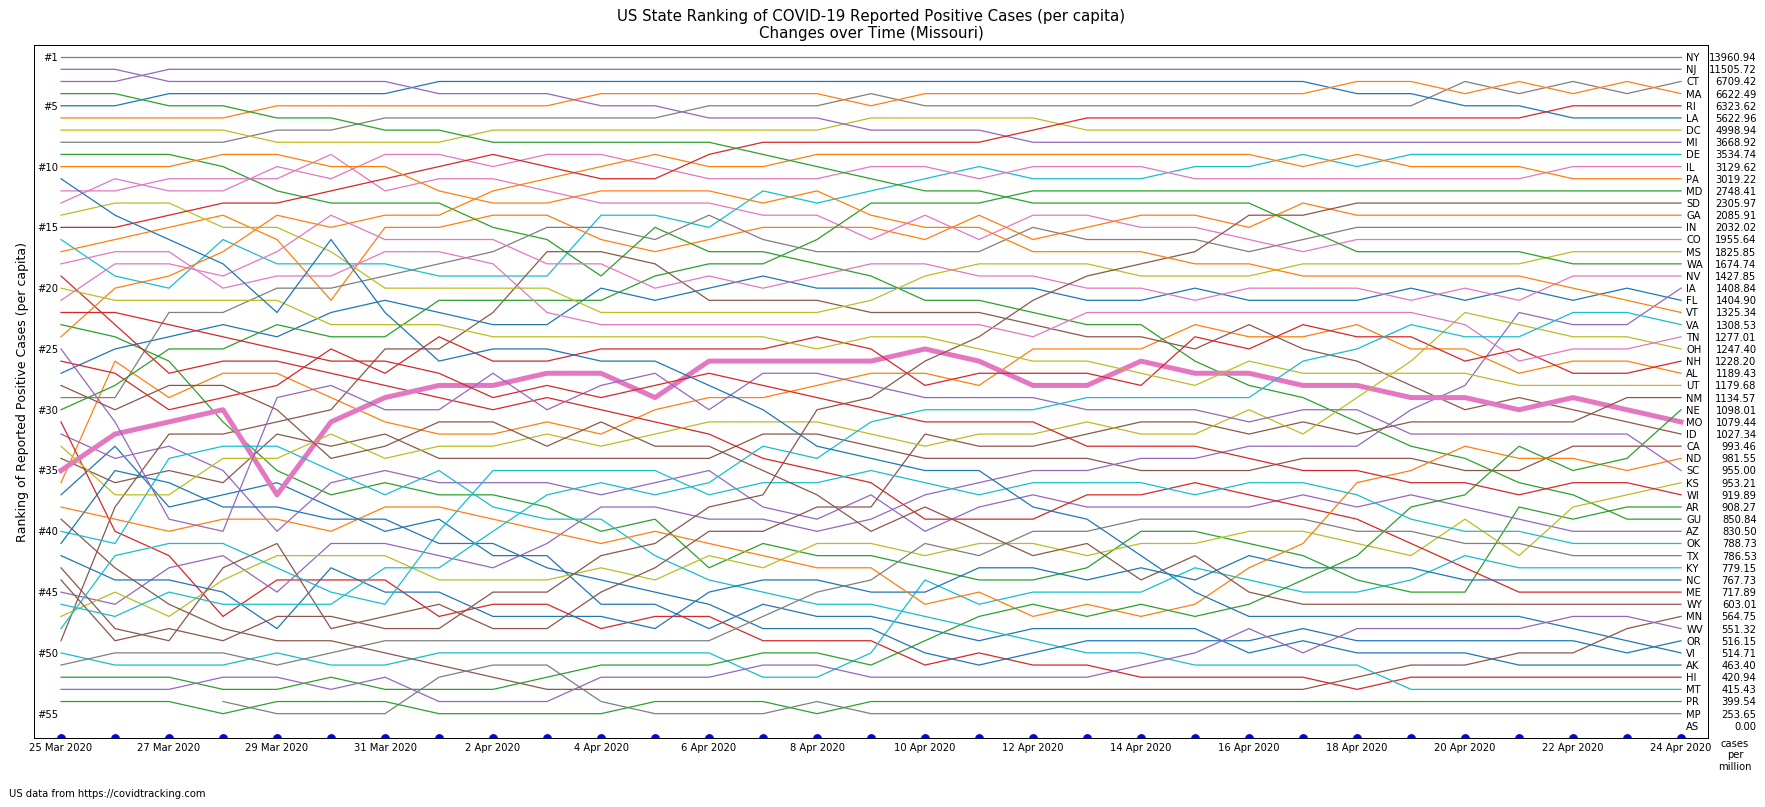 US State Ranking of COVID-19 Reported Positive Cases (per capita)
Changes over Time (Missouri)
Ranking of Reported Positive Cases (per capita)
#1
#5
#10
#15
#20
#25
#30
#35
#40
#45
#50
#55
NY 13960.94
NJ 11505.72
CT 6709.42
MA 6622.49
RI 6323.62
LA 5622.96
DC 4998.94
MI 3668.92
DE 3534.74
IL 3129.62
PA 3019.22
MD 2748.41
SD 2305.97
GA 2085.91
IN 2032.02
CO 1955.64
MS 1825.85
WA 1674.74
NV 1427.85
IA 1408.84
FL 1404.90
VT 1325.34
VA 1308.53
TN 1277.01
OH 1247.40
NH 1228.20
AL 1189.43
UT 1179.68
NM 1134.57
NE 1098.01
MO 1079.44
ID 1027.34
CA 993.46
ND 981.55
SC 955.00
KS 953.21
WI 919.89
AR 908.27
GU 850.84
AZ 830.50
OK 788.73
TX 786.53
KY 779.15
NC 767.73
ME 717.89
WY 603.01
MN 564.75
WV 551.32
OR 516.15
VI 514.71
AK 463.40
HI 420.94
MT 415.43
PR 399.54
MP 253.65
AS 0.00
25 Mar 2020 27 Mar 2020 29 Mar 2020 31 Mar 2020 2 Apr 2020 4 Apr 2020 6 Apr 2020 8 Apr 2020 10 Apr 2020 12 Apr 2020 14 Apr 2020 16 Apr 2020 18 Apr 2020 20 Apr 2020 22 Apr 2020 24 Apr 2020
cases
per
million
US data from https://covidtracking.com